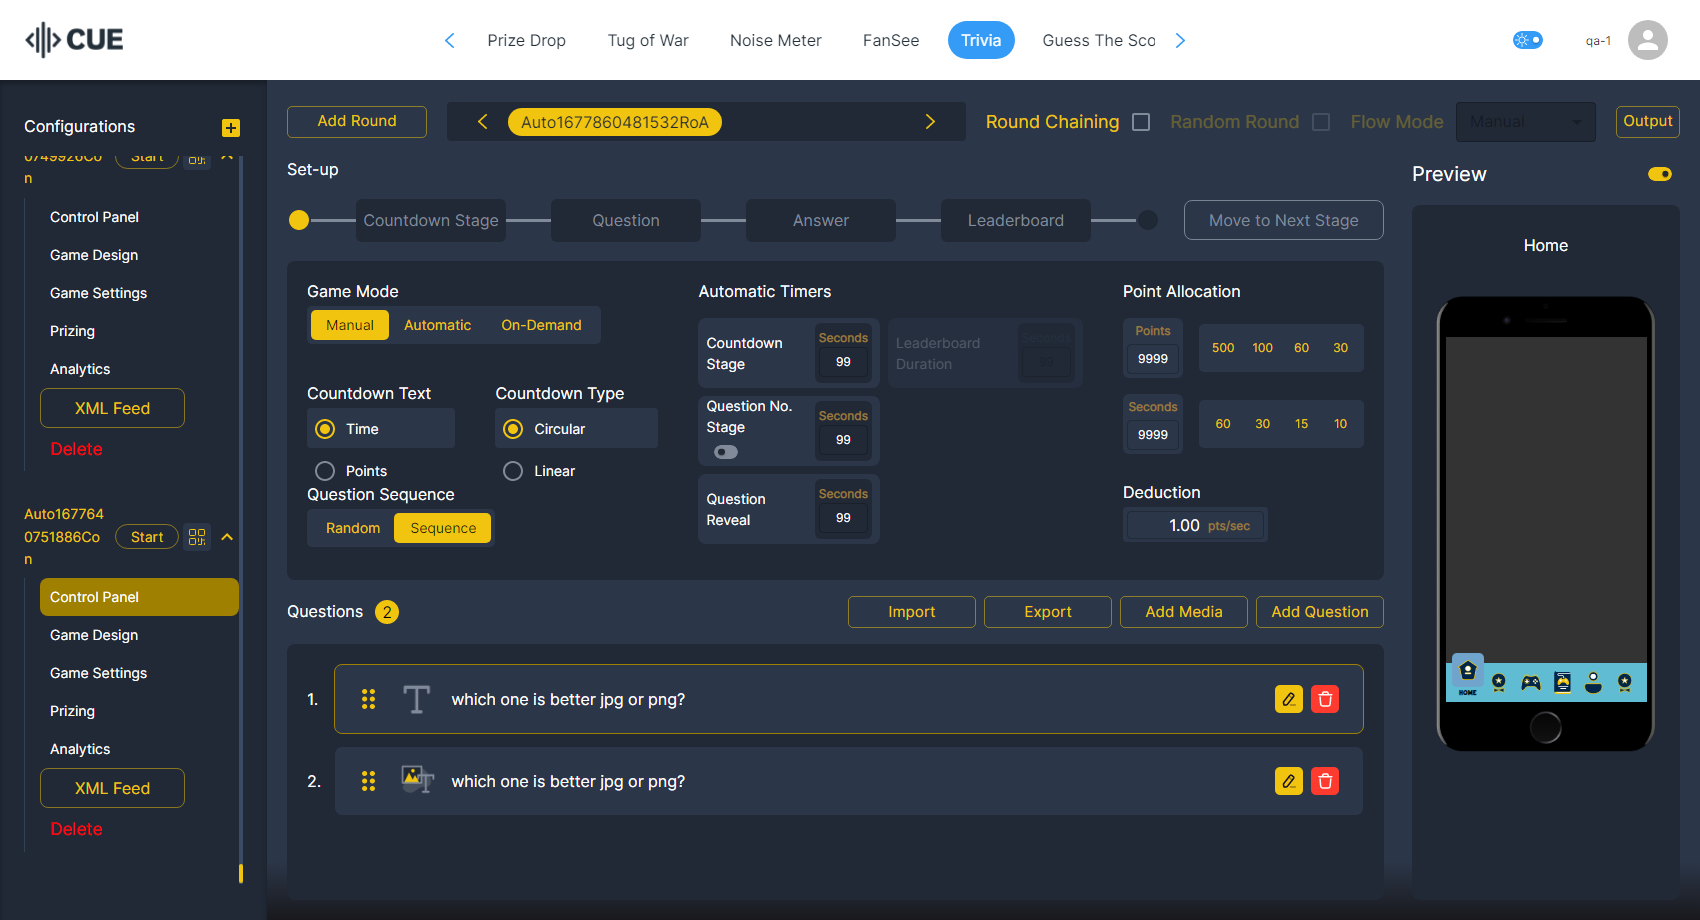 CUE
Prize Drop
Tug of War
Noise Meter
FanSee
Trivia
Guess The Sco
qa-1
Configurations
0749926Co
n
Start
Control Panel
Game Design
Game Settings
Prizing
Analytics
XML Feed
Delete
Auto167764
0751886Co
n
Start
Control Panel
Game Design
Game Settings
Prizing
Analytics
XML Feed
Delete
Add Round
Auto1677860481532RoA
Round Chaining
Random Round
Flow Mode
Manual
Output
Set-up
Countdown Stage
Question
Answer
Leaderboard
Move to Next Stage
Game Mode
Manual
Automatic
On-Demand
Countdown Text
Time
Points
Countdown Type
Circular
Linear
Question Sequence
Random
Sequence
Automatic Timers
Countdown
Stage
Seconds
99
Leaderboard
Duration
Seconds
Question No.
Stage
Seconds
99
Question
Reveal
Seconds
99
Point Allocation
Points
9999
500
100
60
30
Seconds
9999
60
30
15
10
Deduction
1.00 pts/sec
Questions 2
Import
Export
Add Media
Add Question
1. which one is better jpg or png?
2. which one is better jpg or png?
Preview
Home
HOME